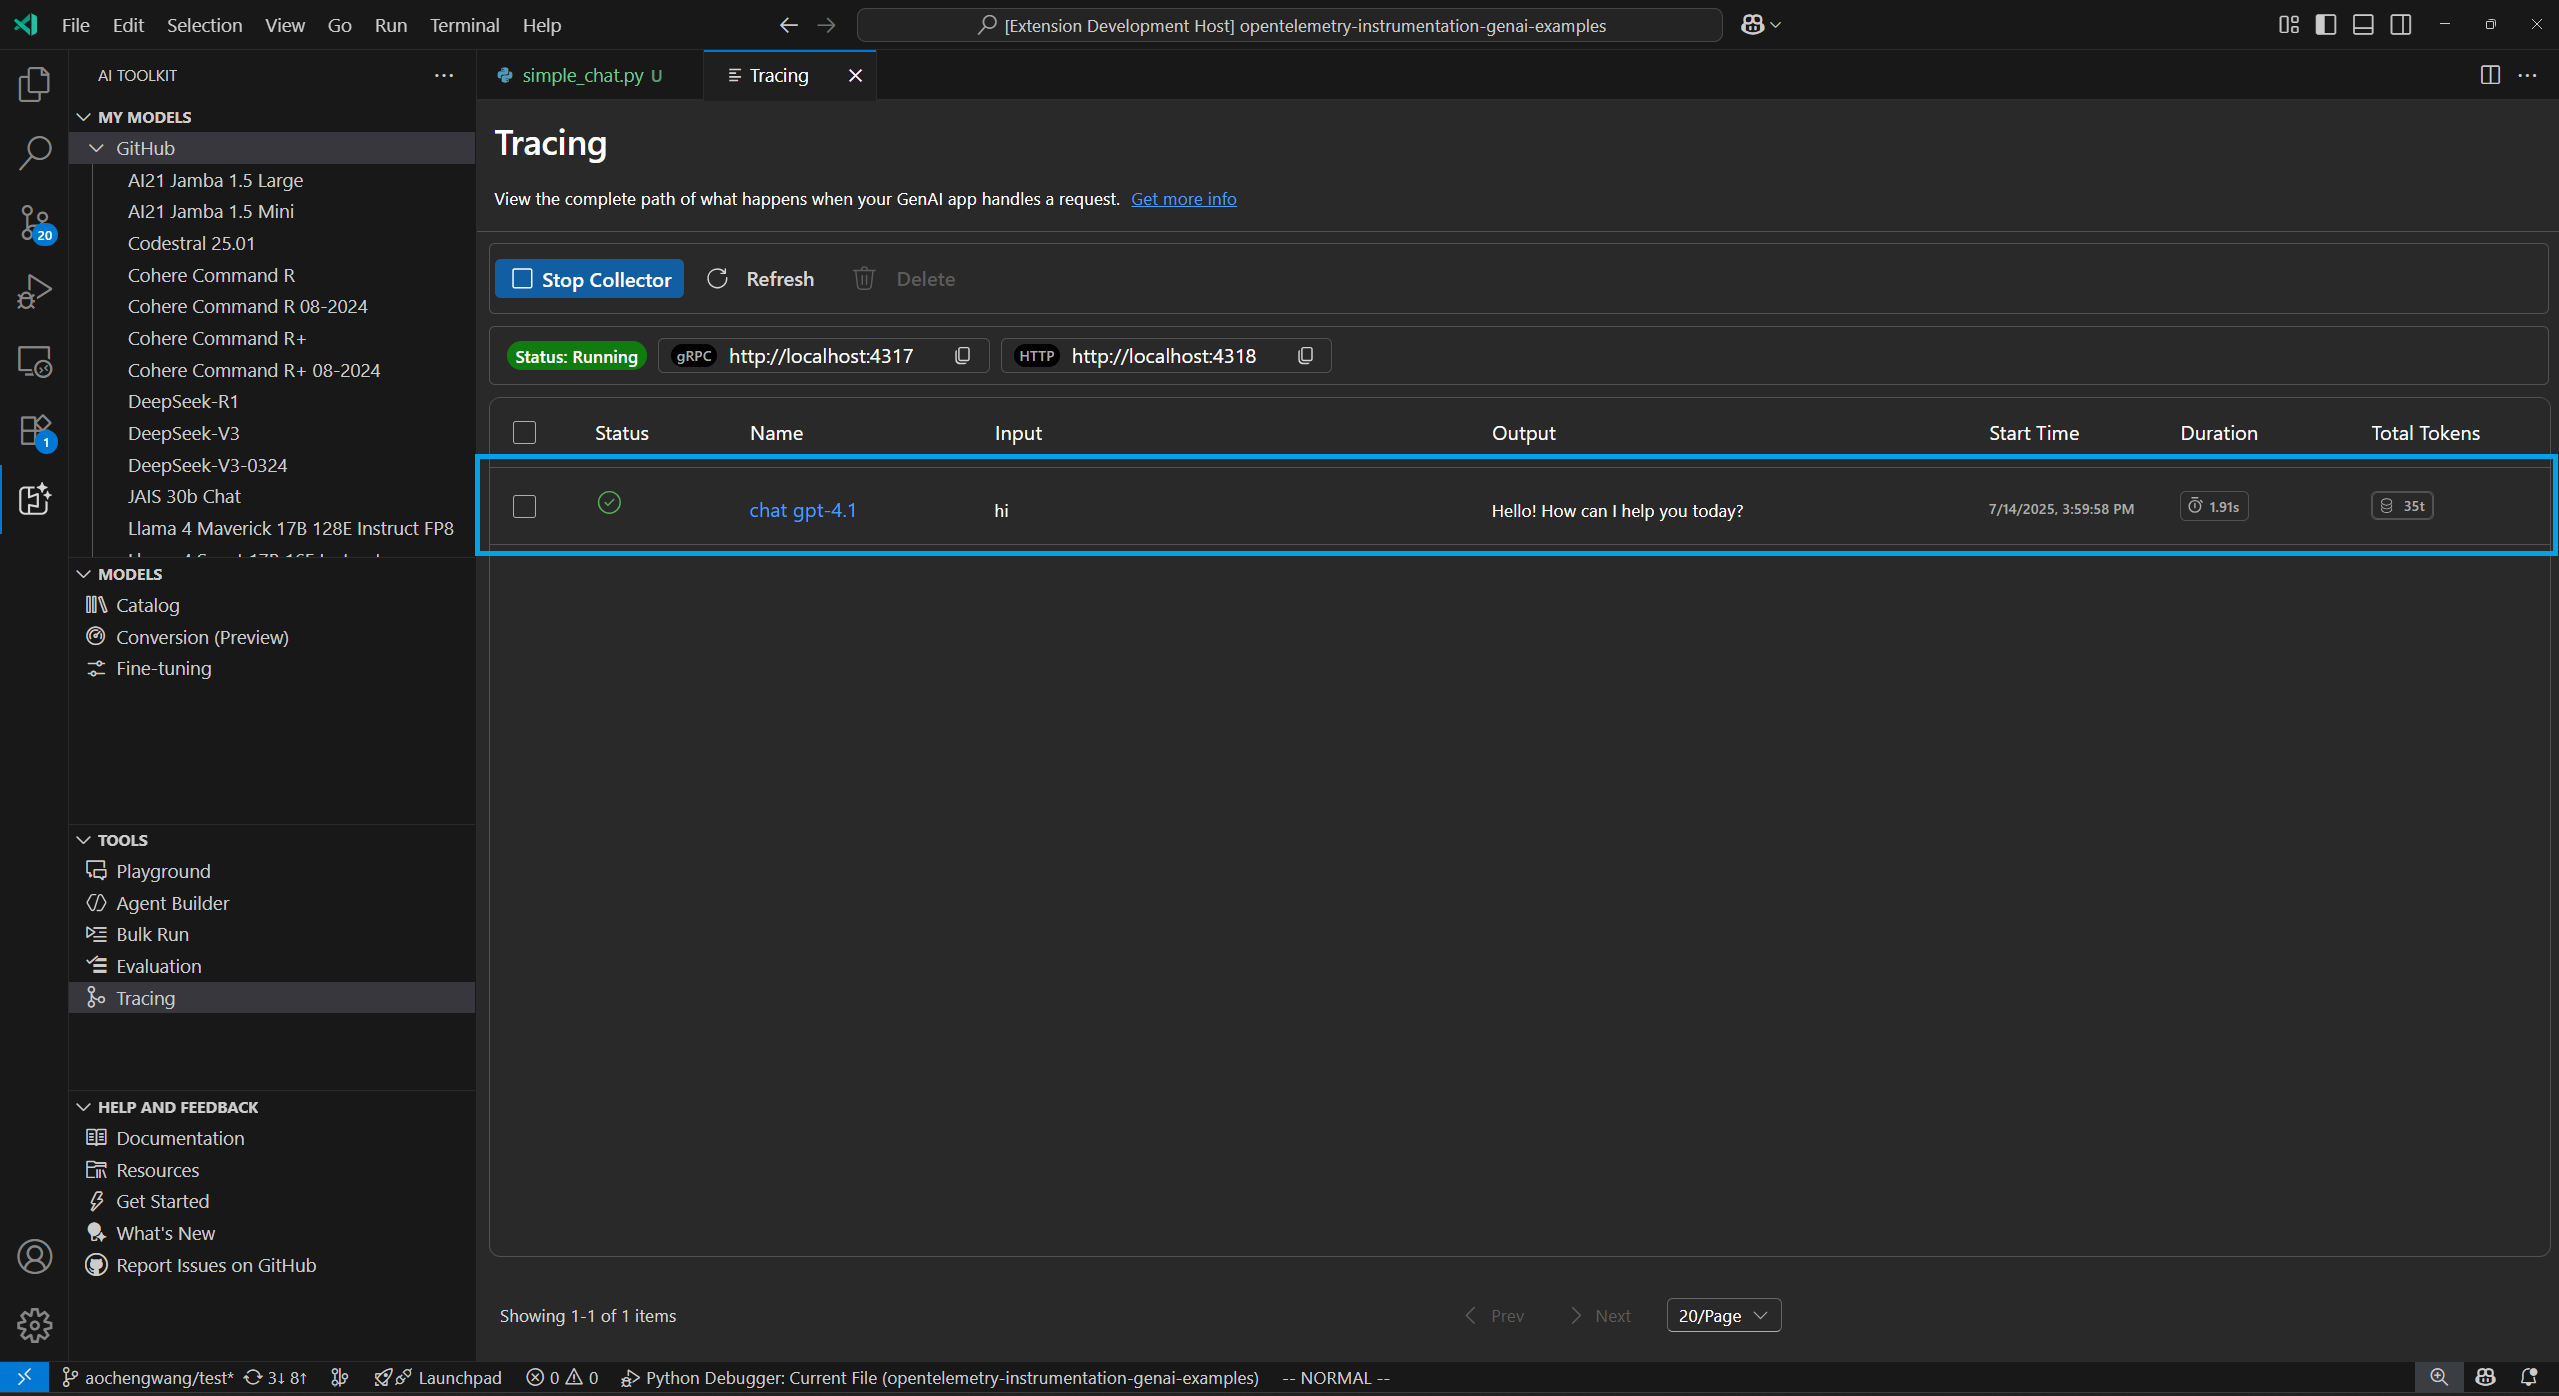 File Edit Selection View Go Run Terminal Help
[Extension Development Host] opentelemetry-instrumentation-genai-examples
AI TOOLKIT
MY MODELS
GitHub
AI21 Jamba 1.5 Large
AI21 Jamba 1.5 Mini
Codestral 25.01
Cohere Command R
Cohere Command R 08-2024
Cohere Command R+
Cohere Command R+ 08-2024
DeepSeek-R1
DeepSeek-V3
DeepSeek-V3-0324
JAIS 30b Chat
Llama 4 Maverick 17B 128E Instruct FP8
20
1
MODELS
Catalog
Conversion (Preview)
Fine-tuning
TOOLS
Playground
Agent Builder
Bulk Run
Evaluation
Tracing
HELP AND FEEDBACK
Documentation
Resources
Get Started
What's New
Report Issues on GitHub
simple_chat.py U
Tracing
Tracing
View the complete path of what happens when your GenAI app handles a request. Get more info
Stop Collector Refresh Delete
Status: Running gRPC http://localhost:4317 HTTP http://localhost:4318
Status Name Input Output Start Time Duration Total Tokens
chat gpt-4.1 hi Hello! How can I help you today? 7/14/2025, 3:59:58 PM 1.91s 35t
Showing 1-1 of 1 items Prev Next 20/Page
aochengwang/test* 3↓ 8↑ Launchpad 0 0 Python Debugger: Current File (opentelemetry-instrumentation-genai-examples) -- NORMAL --